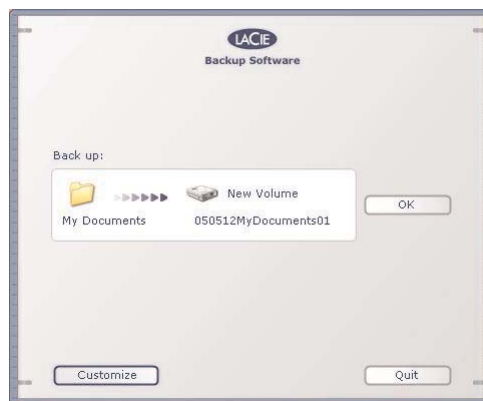 LACIE
Backup Software
Back up:
New Volume
My Documents
050512MyDocuments01
OK
Customize
Quit